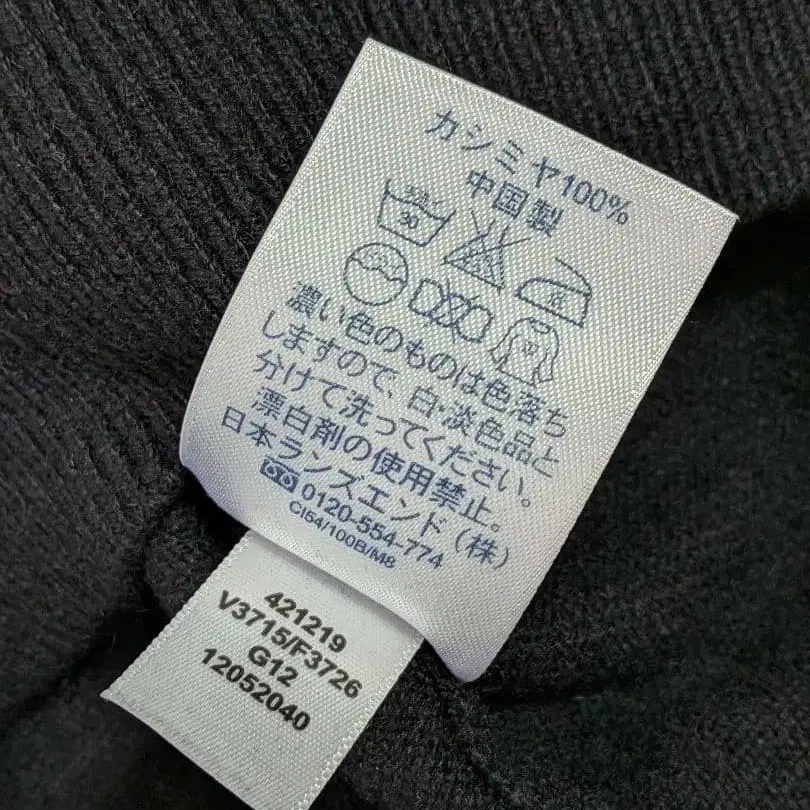 カシミヤ100%
中国製
30
濃い色のものは色落ち
しますので、白・淡色品と
分けて洗ってください。
漂白剤の使用禁止。
日本ランズエンド(株)
0120-554-774
CI54/100B/M8
421219
V3715/F3726
G12
12052040